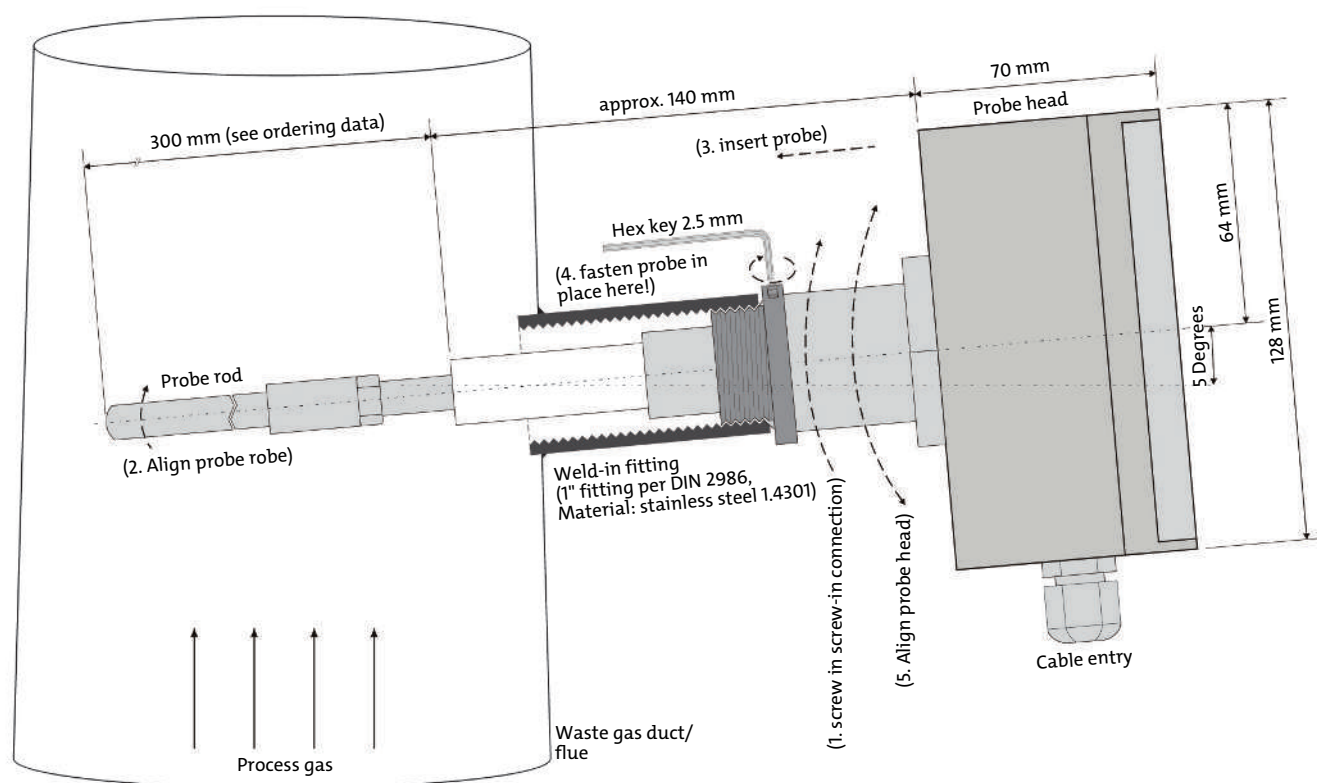 70 mm
approx. 140 mm
Probe head
300 mm (see ordering data)
(3. insert probe)
64 mm
Hex key 2.5 mm
(4. fasten probe in
place here!)
5 Degrees
128 mm
Probe rod
(2. Align probe robe)
Weld-in fitting
(1" fitting per DIN 2986,
Material: stainless steel 1.4301)
(1. screw in screw-in connection)
(5. Align probe head)
Cable entry
Waste gas duct/
flue
Process gas